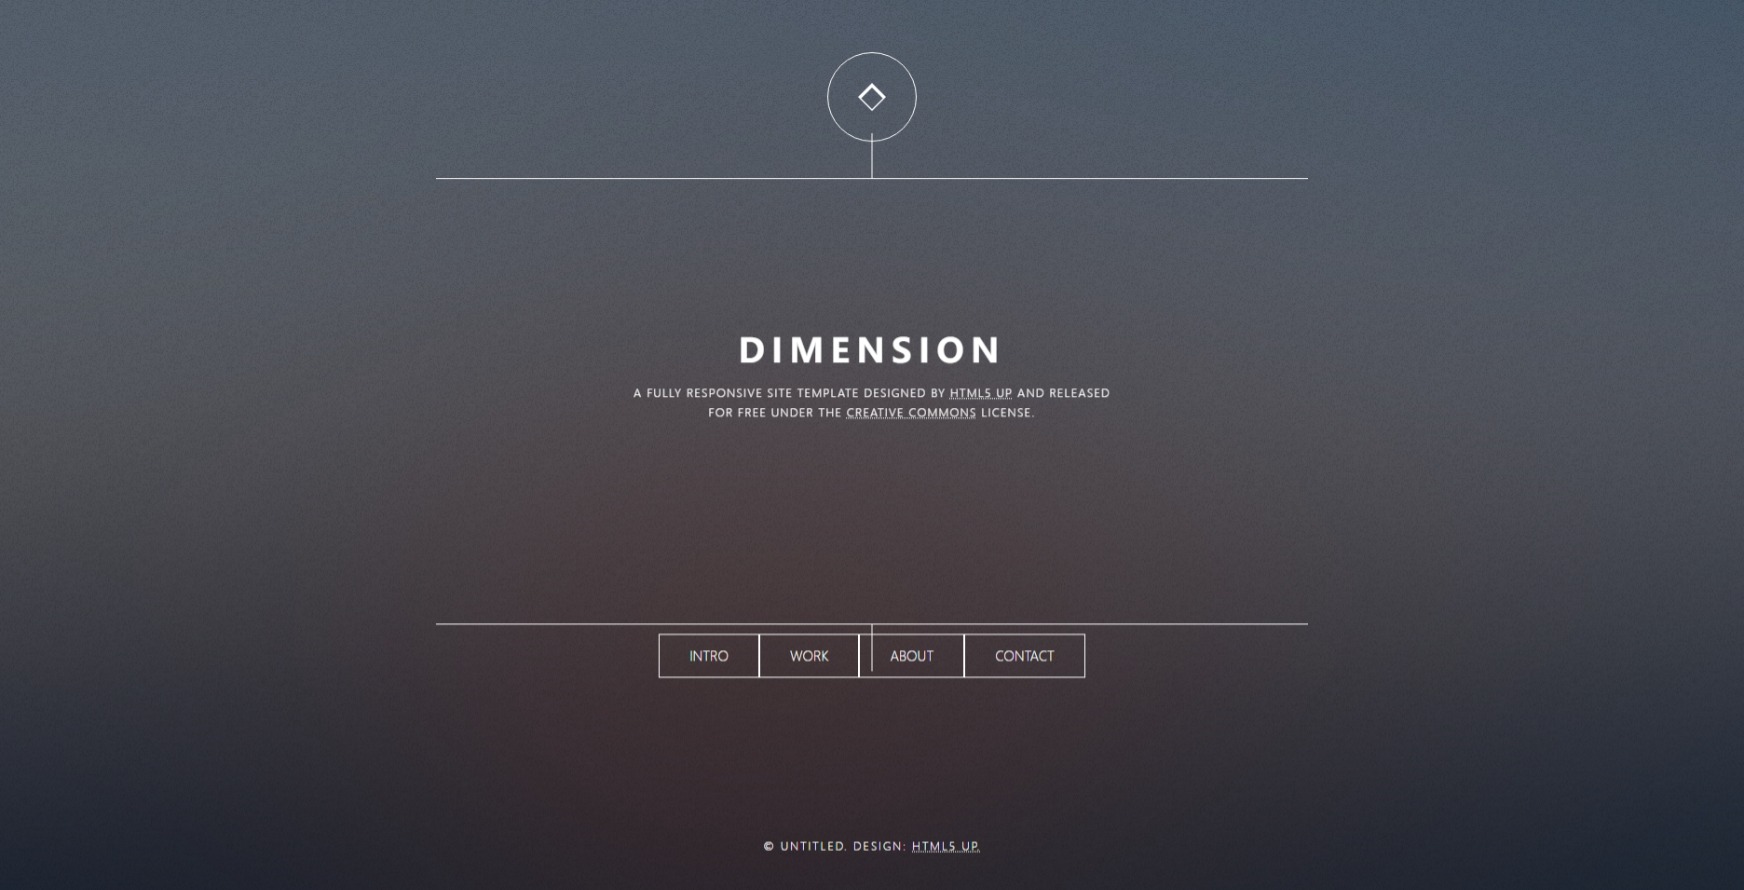 DIMENSION
A FULLY RESPONSIVE SITE TEMPLATE DESIGNED BY HTML5 UP AND RELEASED
FOR FREE UNDER THE CREATIVE COMMONS LICENSE.
INTRO WORK ABOUT CONTACT
© UNTITLED. DESIGN: HTML5 UP.